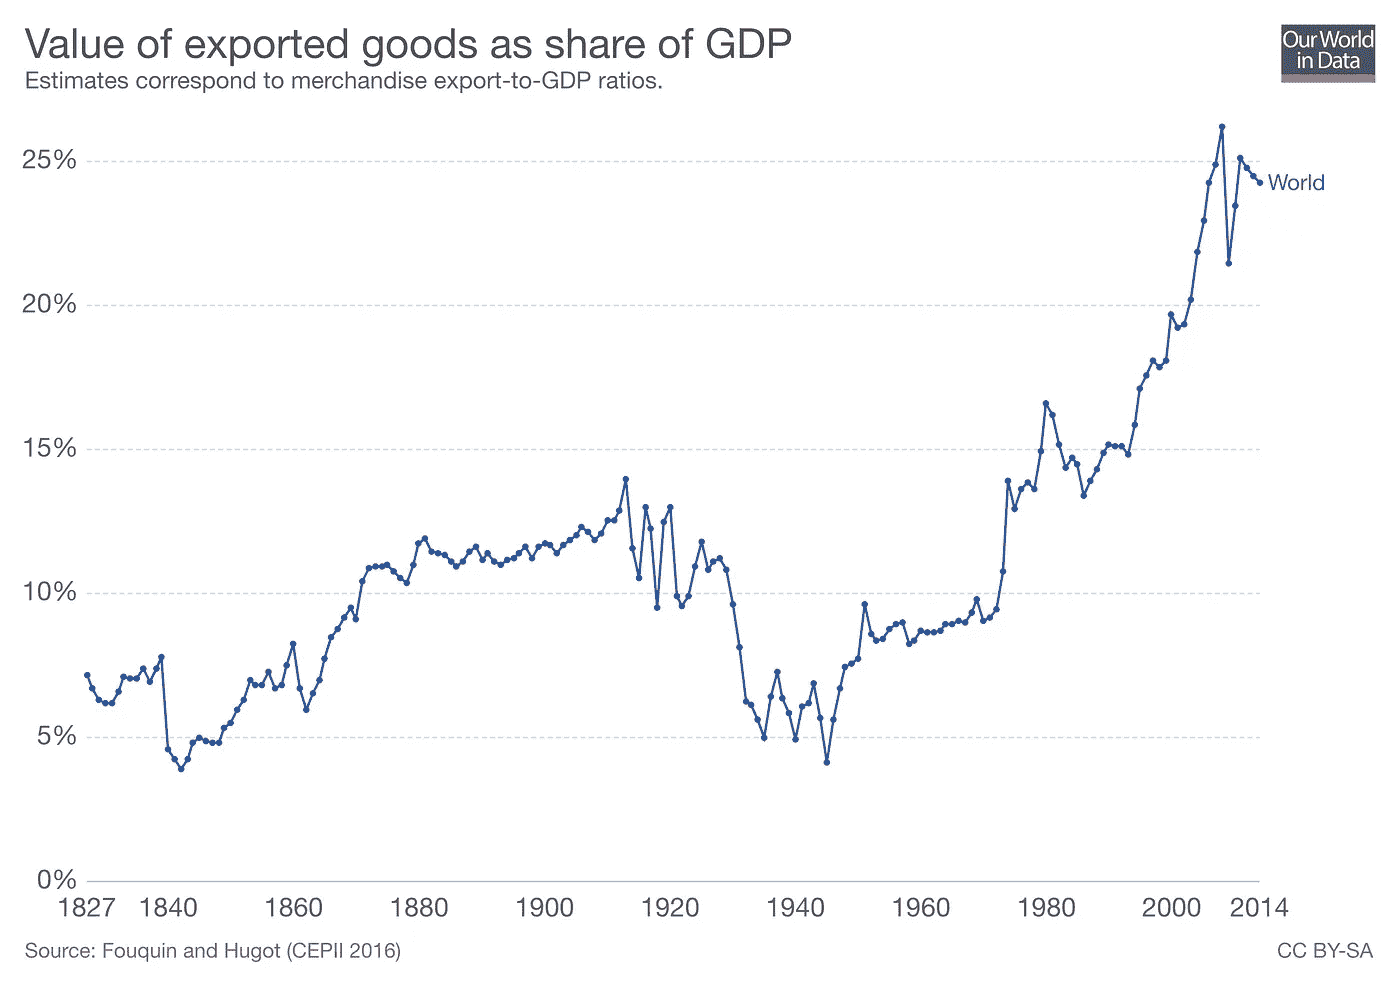 Value of exported goods as share of GDP
Estimates correspond to merchandise export-to-GDP ratios.
Our World
in Data
25%
20%
15%
10%
5%
0%
World
1827 1840 1860 1880 1900 1920 1940 1960 1980 2000 2014
Source: Fouquin and Hugot (CEPII 2016)
CC BY-SA